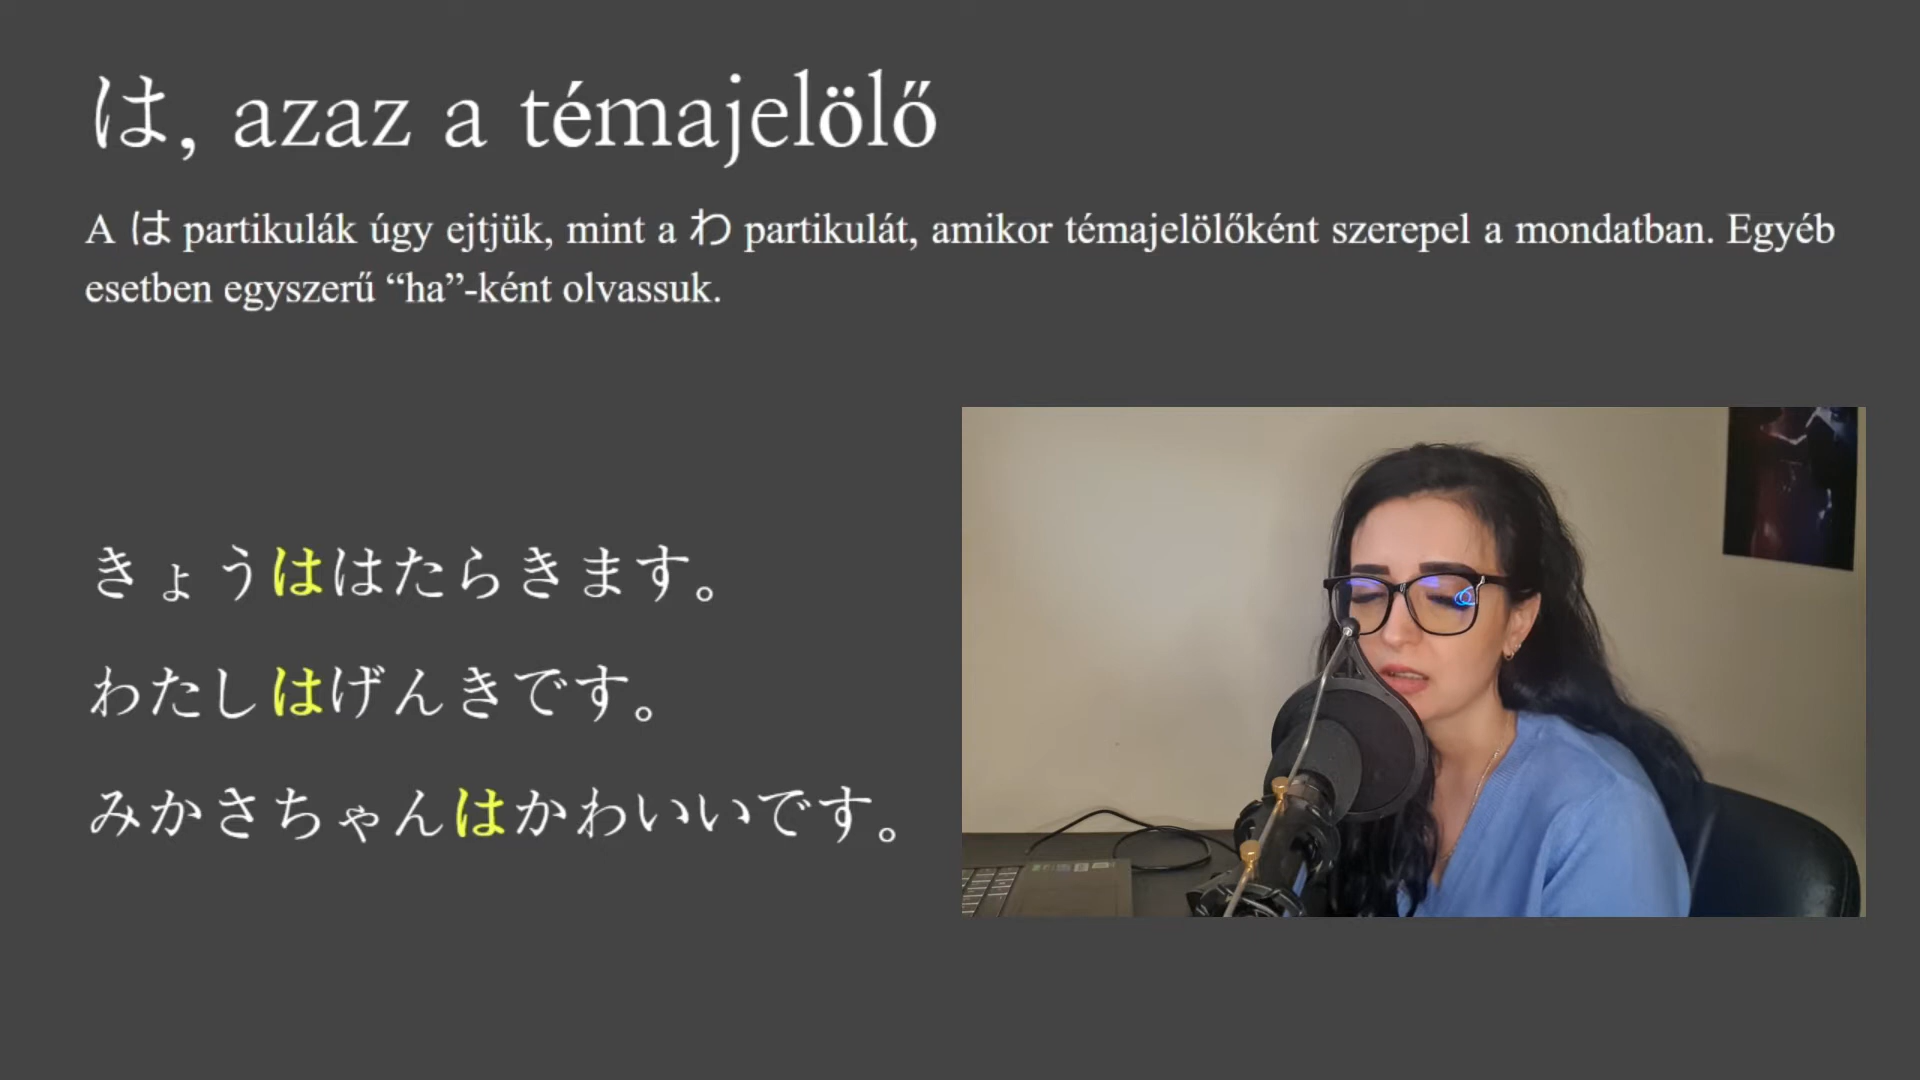 は, azaz a témajelölő
A は partikulák úgy ejtjük, mint a わ partikulát, amikor témajelölőként szerepel a mondatban. Egyéb
esetben egyszerű “ha”-ként olvassuk.
きょうははたらきます。
わたしはげんきです。
みかさちゃんはかわいいです。